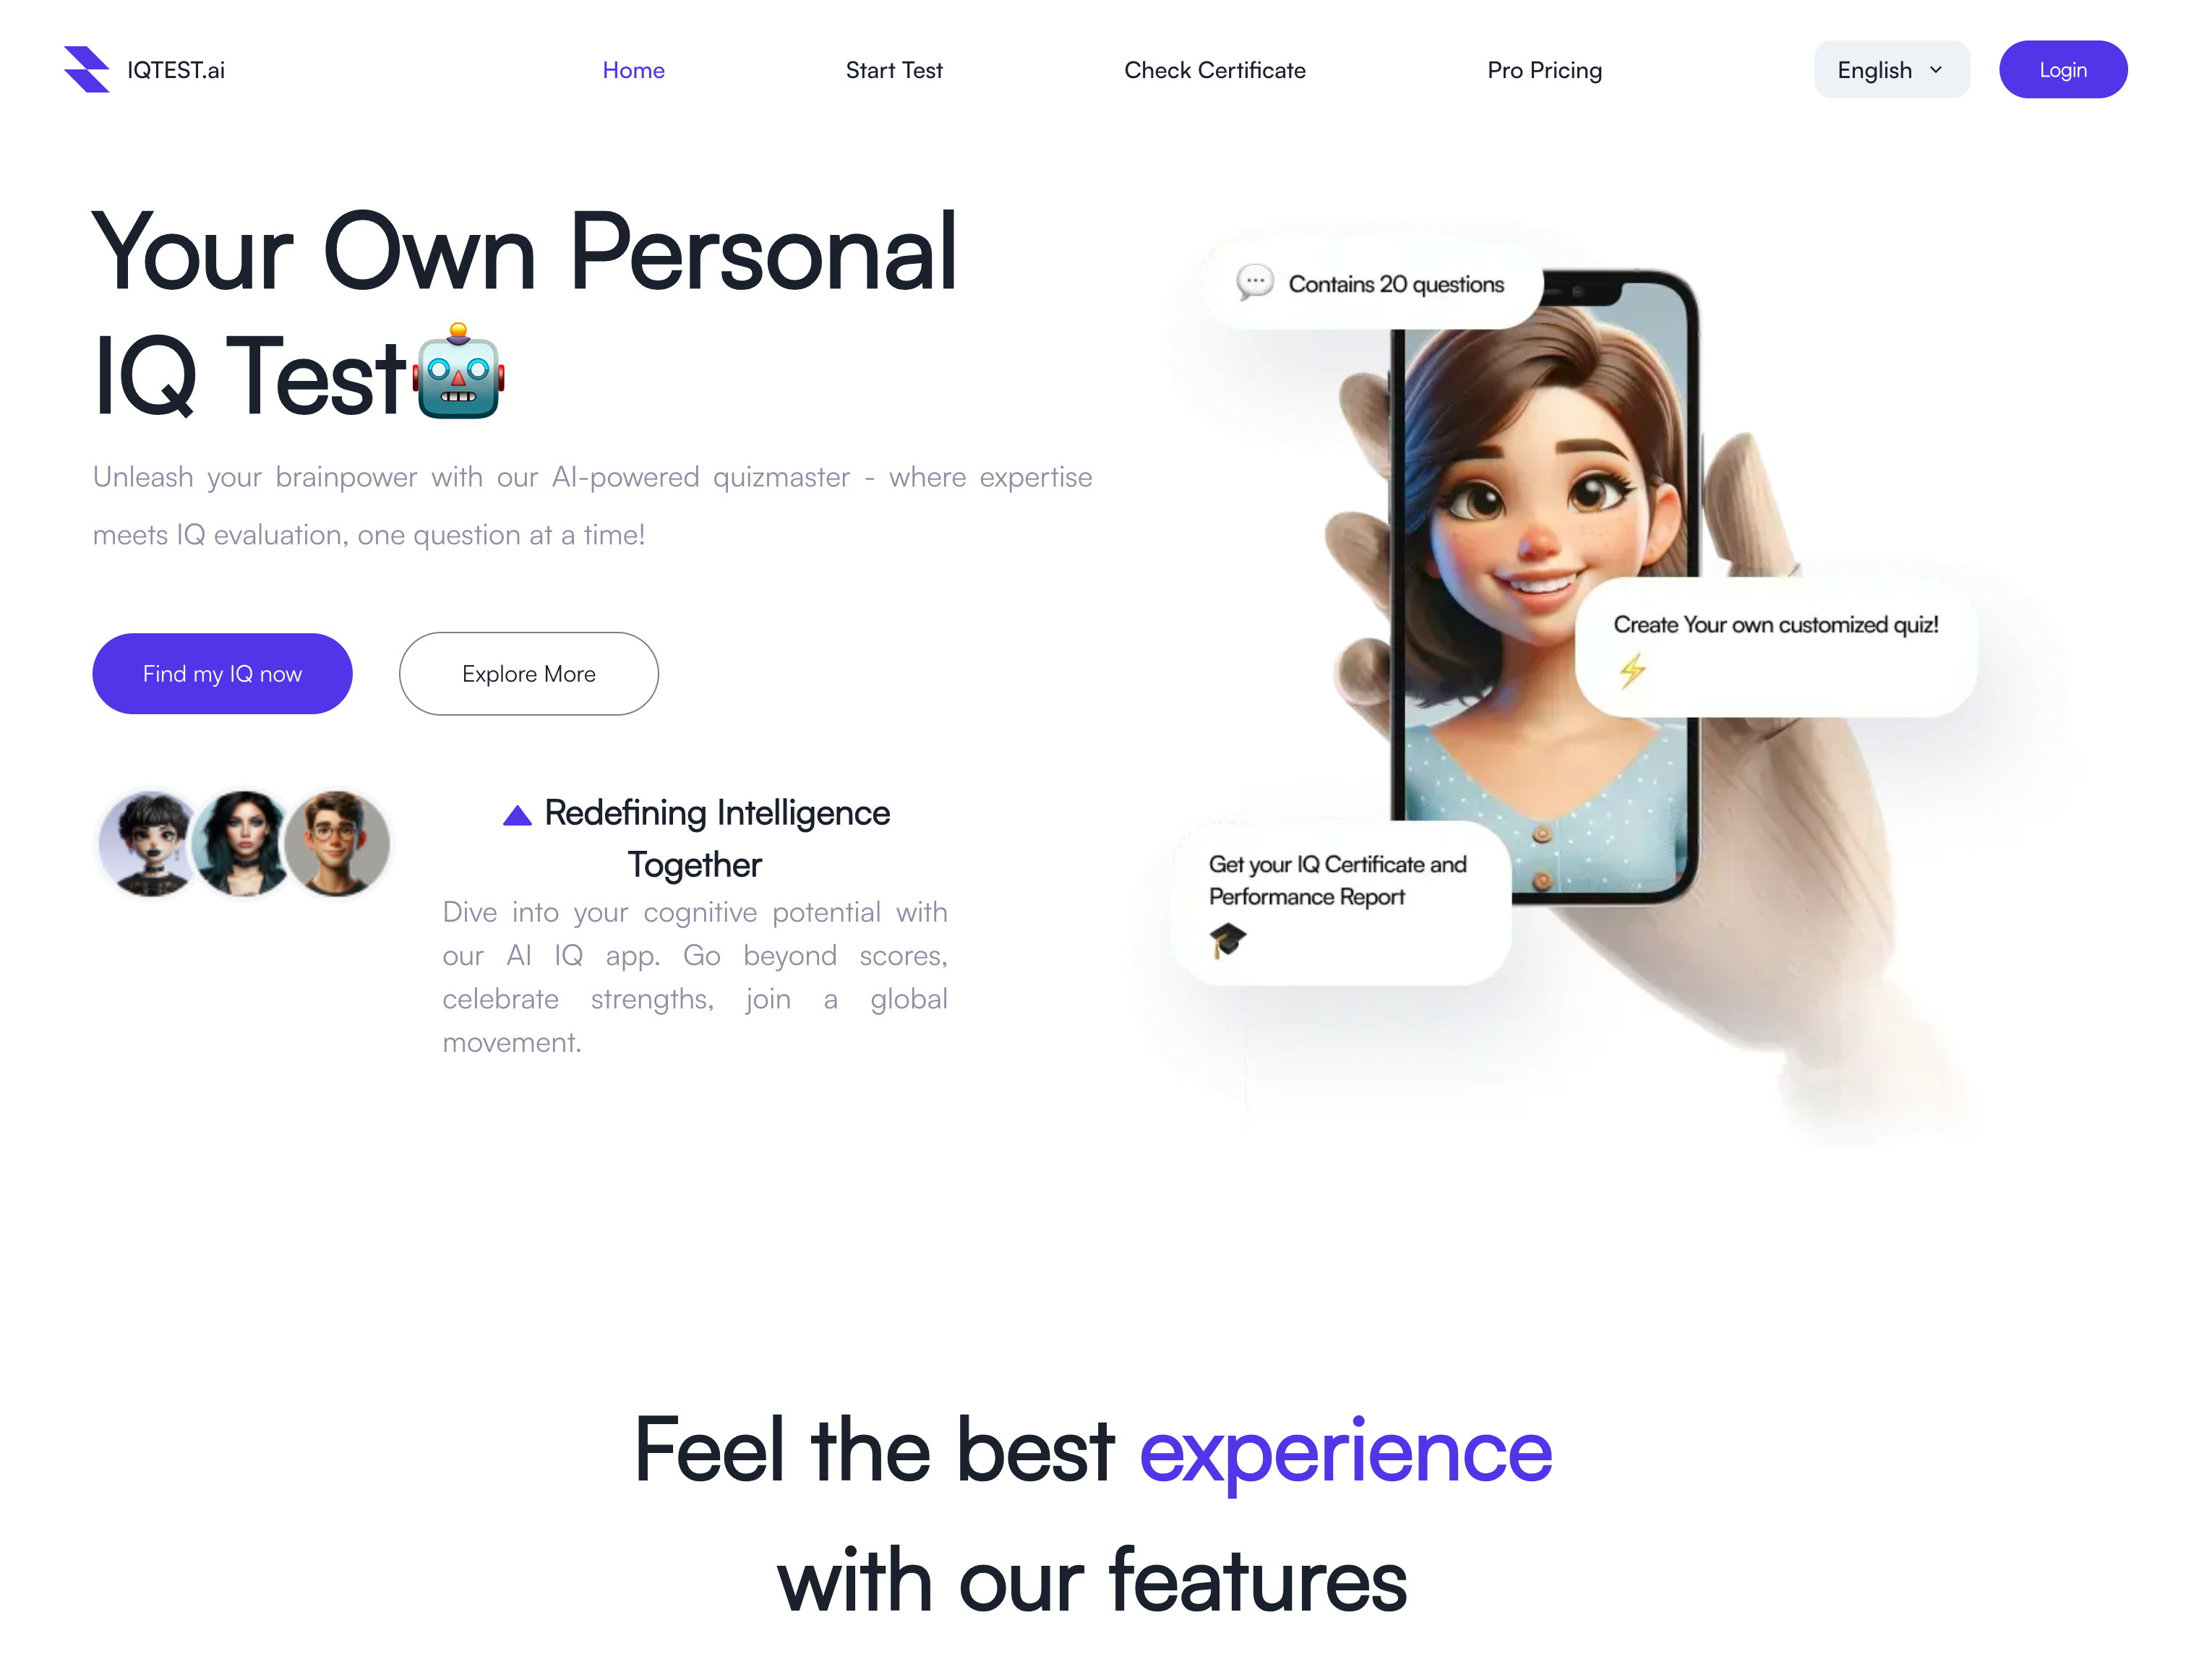 IQTEST.ai
Home
Start Test
Check Certificate
Pro Pricing
English
Login
Your Own Personal
IQ Test
Unleash your brainpower with our AI-powered quizmaster - where expertise
meets IQ evaluation, one question at a time!
Find my IQ now
Explore More
Redefining Intelligence
Together
Dive into your cognitive potential with
our AI IQ app. Go beyond scores,
celebrate strengths, join a global
movement.
Contains 20 questions
Create Your own customized quiz!
Get your IQ Certificate and
Performance Report
Feel the best experience
with our features